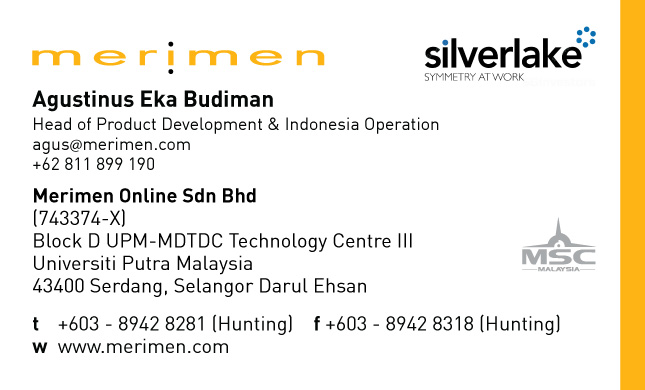 merimen
silverlake
SYMMETRY AT WORK
Agustinus Eka Budiman
Head of Product Development & Indonesia Operation
agus@merimen.com
+62 811 899 190
Merimen Online Sdn Bhd
(743374-X)
Block D UPM-MDTDC Technology Centre III
Universiti Putra Malaysia
43400 Serdang, Selangor Darul Ehsan
MSC
MALAYSIA
t +603 - 8942 8281 (Hunting) f +603 - 8942 8318 (Hunting)
w www.merimen.com